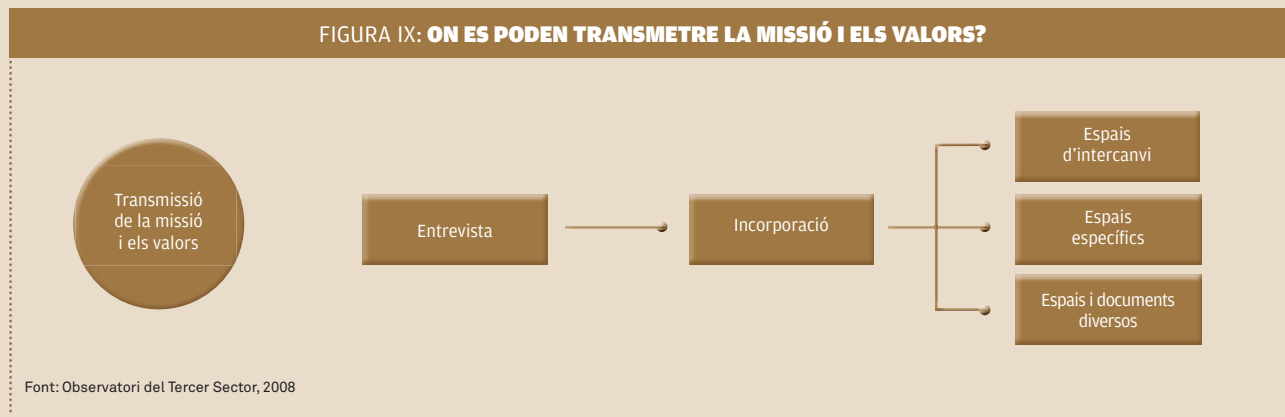 FIGURA IX: ON ES PODEN TRANSMETRE LA MISSIÓ I ELS VALORS?
Transmissió
de la missió
i els valors
Entrevista
Incorporació
Espais
d'intercanvi
Espais
específics
Espais i documents
diversos
Font: Observatori del Tercer Sector, 2008